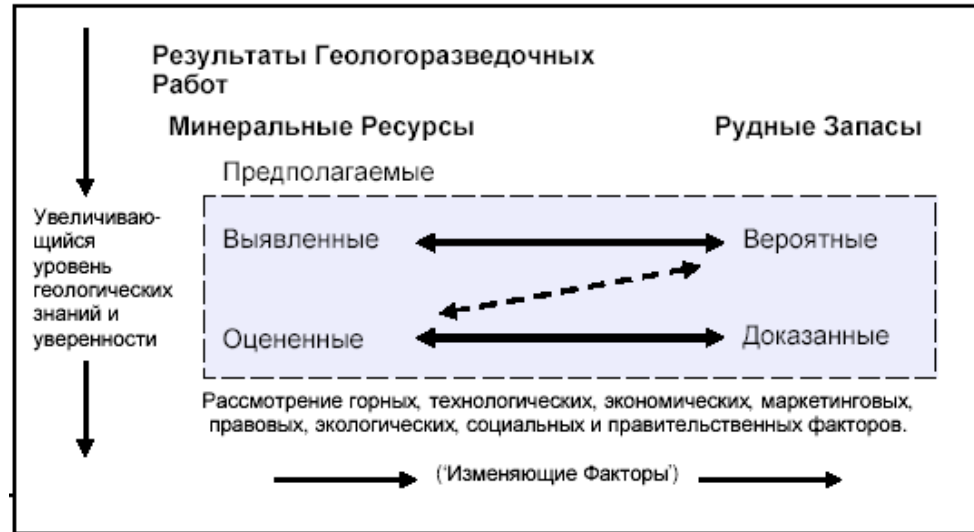 Результаты Геологоразведочных
Работ
Минеральные Ресурсы
Рудные Запасы
Предполагаемые
Увеличиваю-
щийся
уровень
геологических
знаний и
уверенности
Выявленные
Вероятные
Оцененные
Доказанные
Рассмотрение горных, технологических, экономических, маркетинговых,
правовых, экологических, социальных и правительственных факторов.
(‘Изменяющие Факторы’)